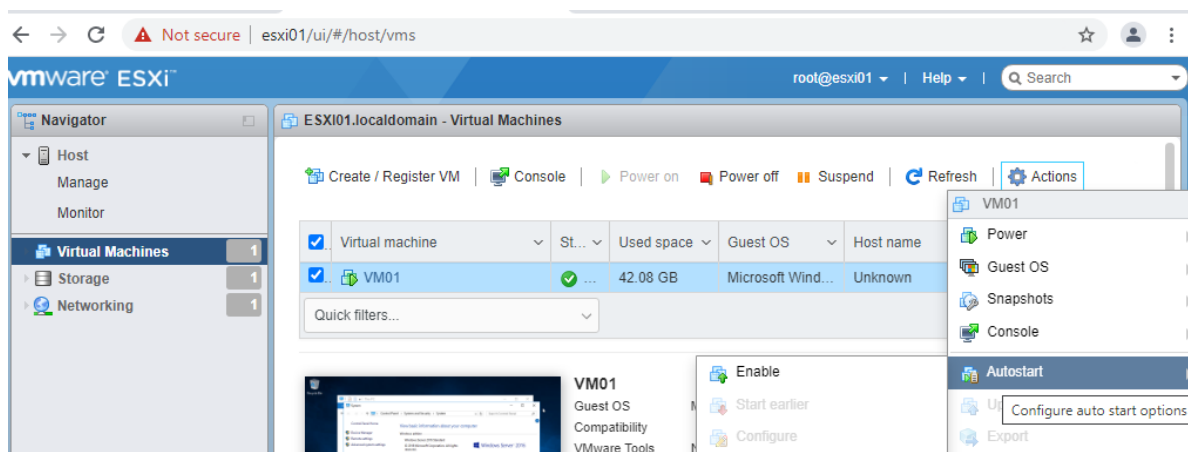 Not secure | esxi01/ui/#/host/vms
vmware ESXi™
root@esxi01 | Help | Search
Navigator
ESXI01.localdomain - Virtual Machines
Host
Manage
Monitor
Virtual Machines 1
Storage 1
Networking 1
Create / Register VM | Console | Power on Power off Suspend | Refresh | Actions
Virtual machine St... Used space Guest OS Host name
VM01 ... 42.08 GB Microsoft Wind... Unknown
Quick filters...
VM01
Power
Guest OS
Snapshots
Console
Autostart
Configure auto start options
Export
Enable
Start earlier
Configure
VM01
Guest OS
Compatibility
VMware Tools
Windows Server 2016